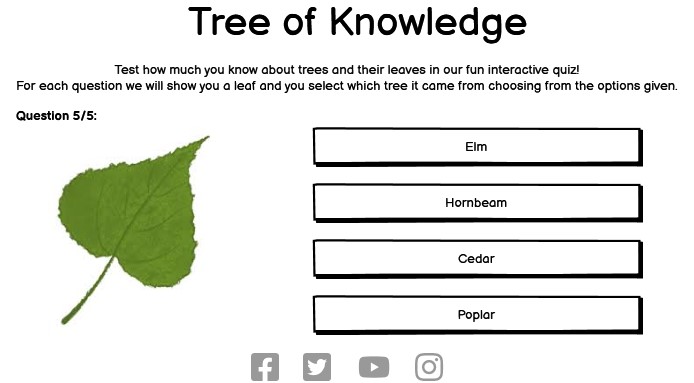 Tree of Knowledge
Test how much you know about trees and their leaves in our fun interactive quiz!
For each question we will show you a leaf and you select which tree it came from choosing from the options given.
Question 5/5:
Elm
Hornbeam
Cedar
Poplar